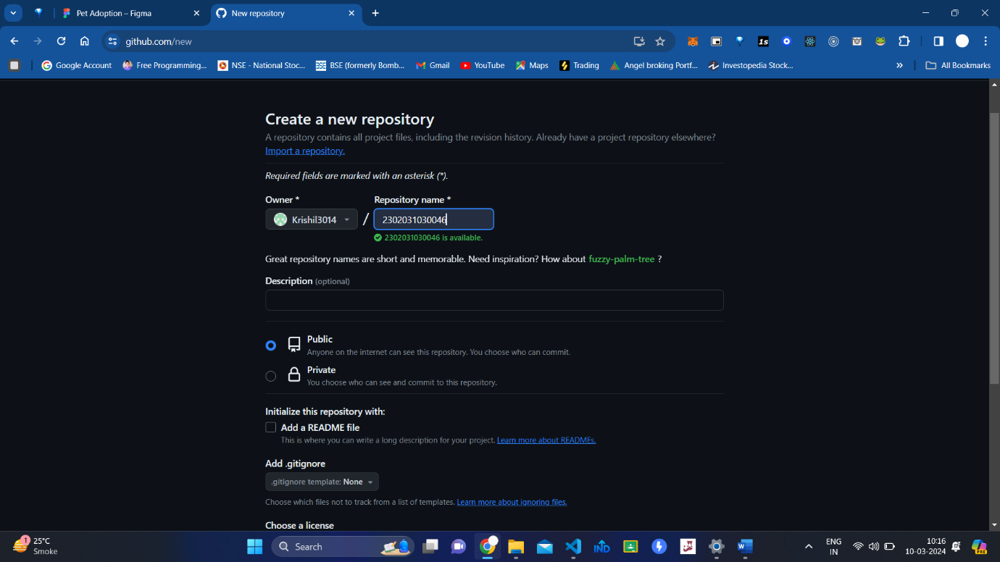 Pet Adoption – Figma
New repository
github.com/new
1s
Google Account
Free Programming...
NSE - National Stoc...
BSE (formerly Bomb...
Gmail
YouTube
Maps
Trading
Angel broking Portf...
Investopedia Stock...
All Bookmarks
Create a new repository
A repository contains all project files, including the revision history. Already have a project repository elsewhere?
Import a repository.
Required fields are marked with an asterisk (*).
Owner *
Repository name *
Krishil3014
/
2302031030046
2302031030046 is available.
Great repository names are short and memorable. Need inspiration? How about fuzzy-palm-tree ?
Description (optional)
Public
Anyone on the internet can see this repository. You choose who can commit.
Private
You choose who can see and commit to this repository.
Initialize this repository with:
Add a README file
This is where you can write a long description for your project. Learn more about READMEs.
Add .gitignore
.gitignore template: None
Choose which files not to track from a list of templates. Learn more about ignoring files.
Choose a license
1
25°C
Smoke
Search
IND
ENG
IN
10:16
10-03-2024
PRE